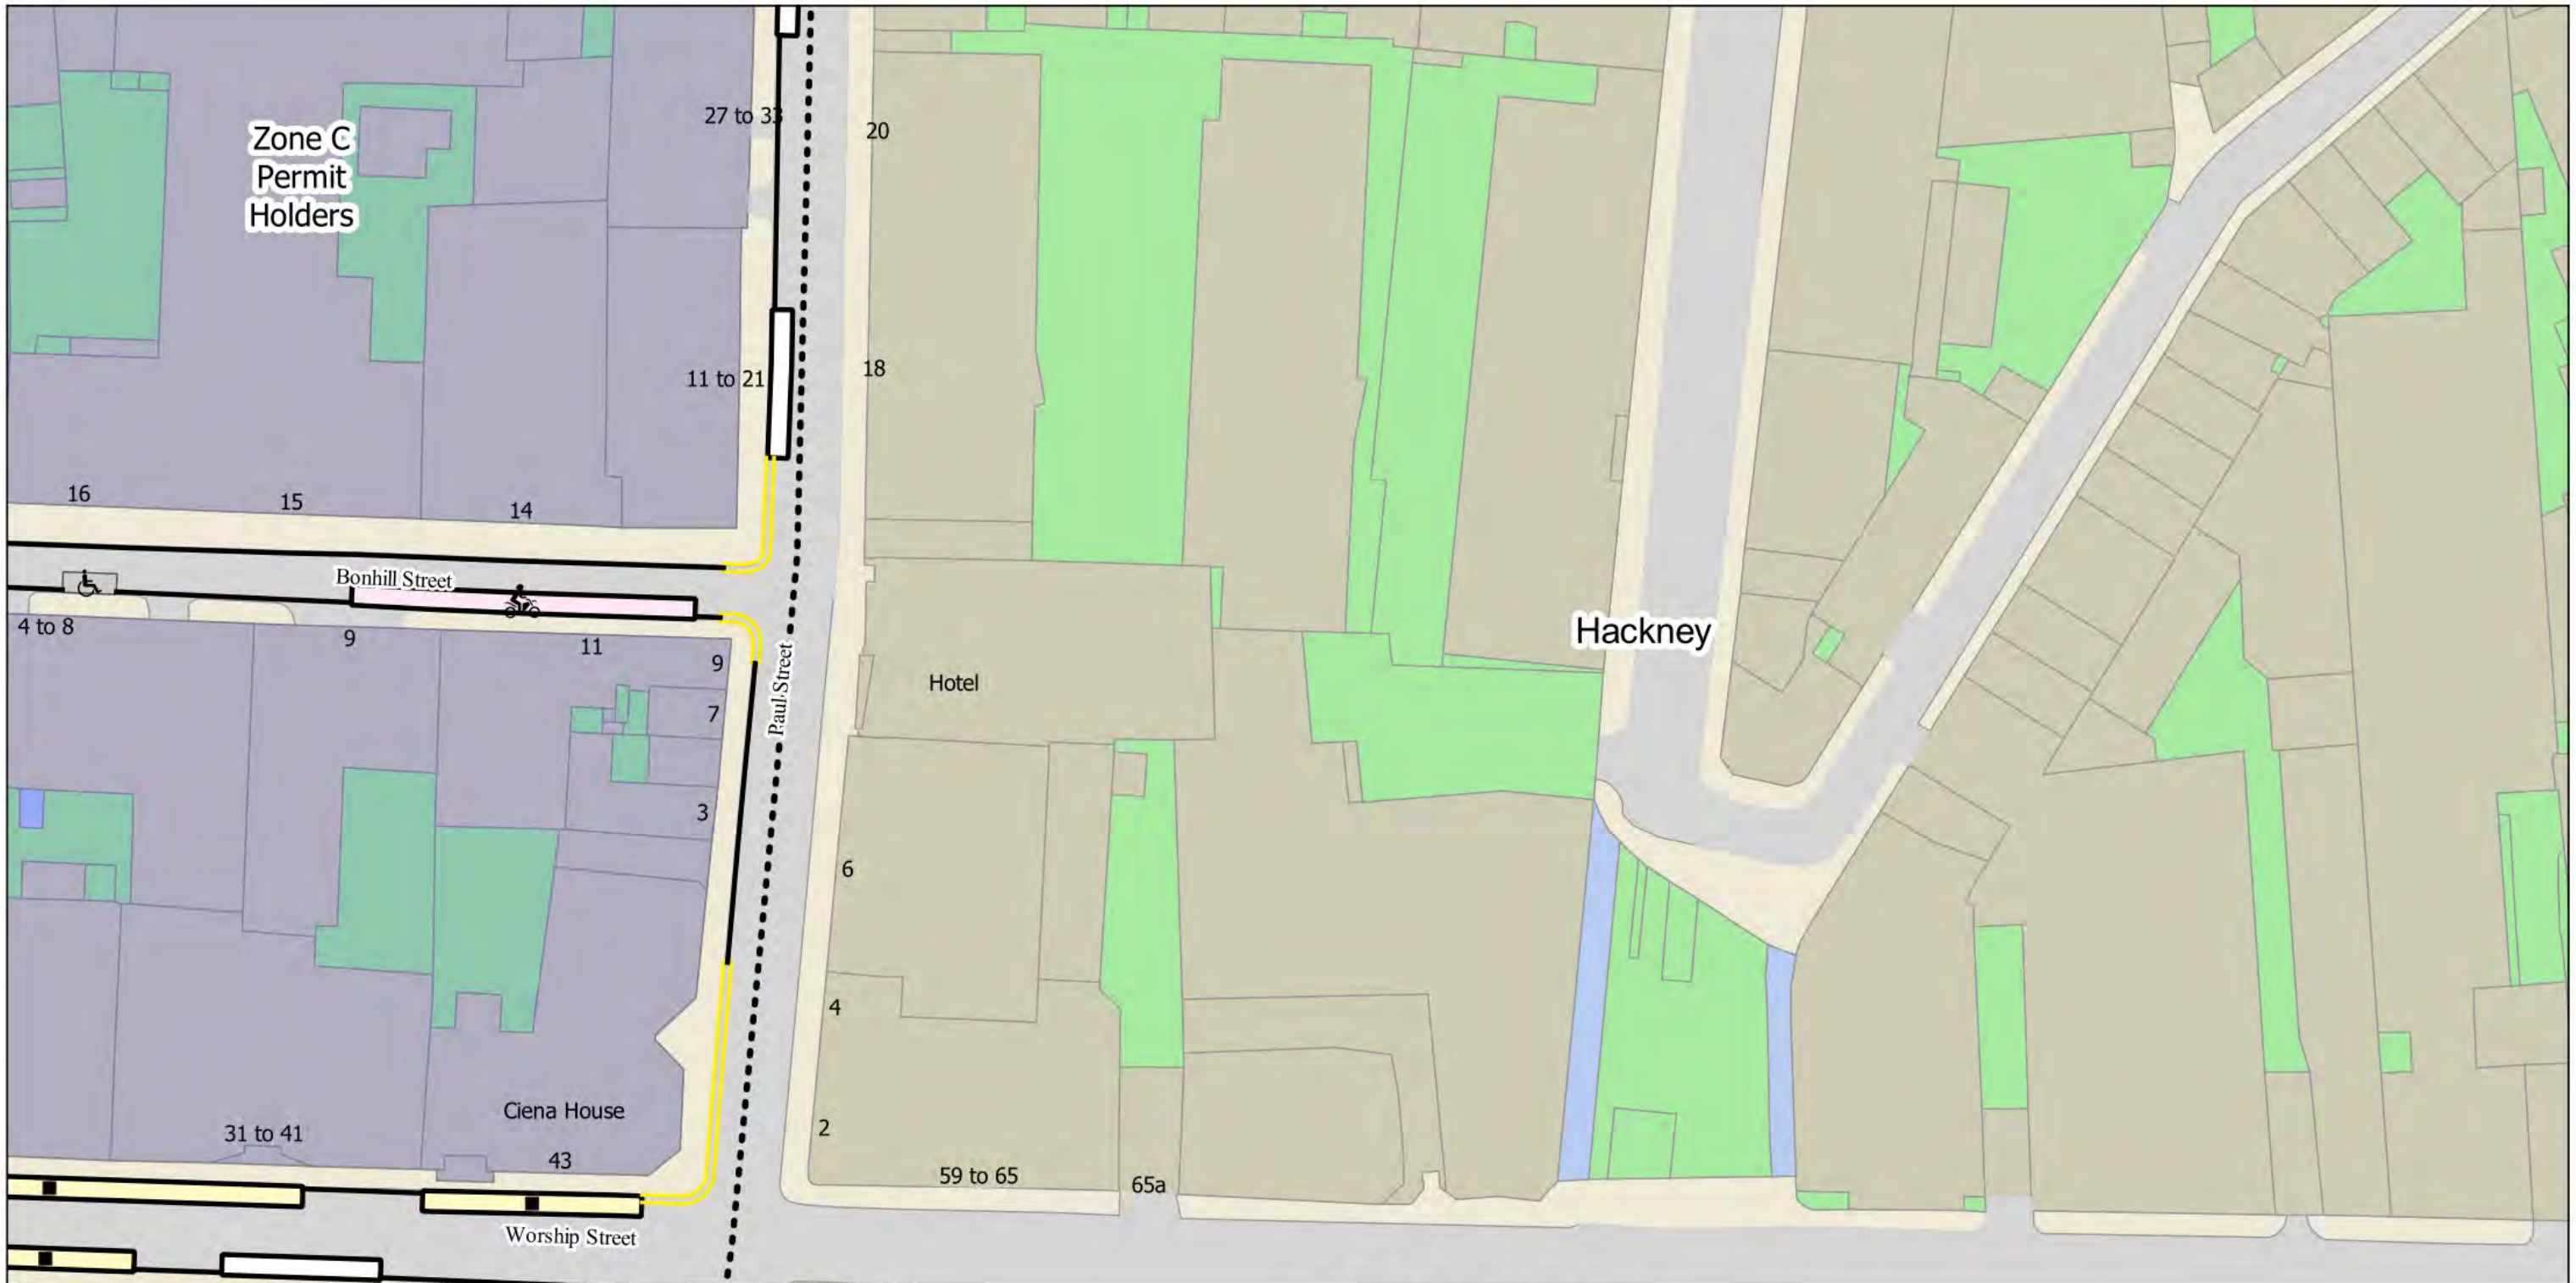 27 to 33
20
Zone C
Permit
Holders
18
11 to 21
16
15
14
Bonhill Street
4 to 8
9
11
9
Hackney
Paul Street
Hotel
7
3
6
4
Ciena House
2
31 to 41
43
59 to 65
65a
Worship Street